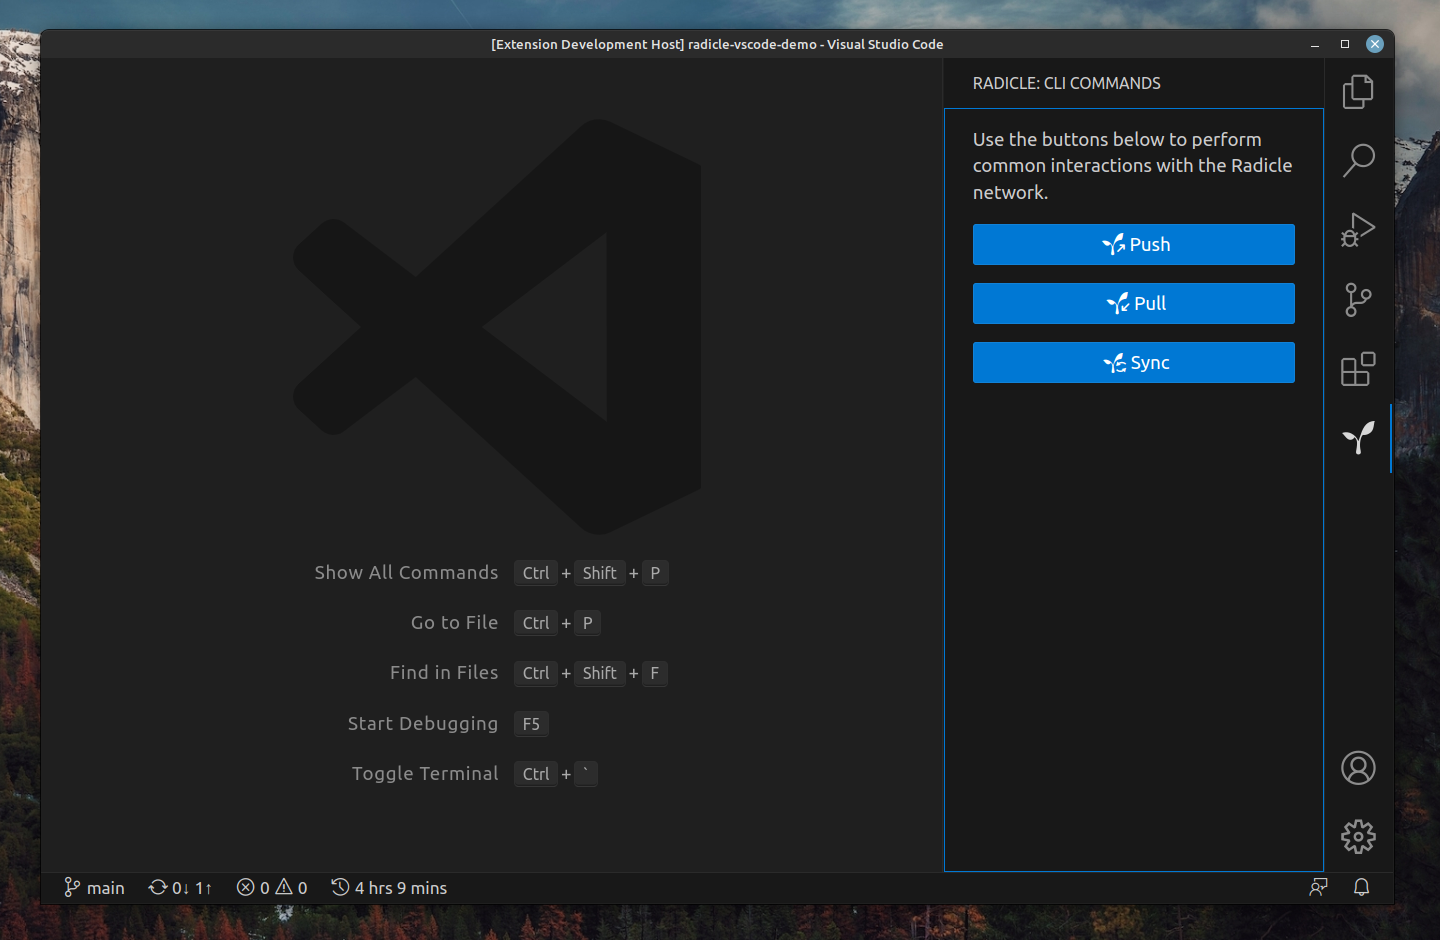 [Extension Development Host] radicle-vscode-demo - Visual Studio Code
RADICLE: CLI COMMANDS
Use the buttons below to perform
common interactions with the Radicle
network.
Push
Pull
Sync
Show All Commands Ctrl + Shift + P
Go to File Ctrl + P
Find in Files Ctrl + Shift + F
Start Debugging F5
Toggle Terminal Ctrl + `
main 0↓ 1↑ 0 0 4 hrs 9 mins